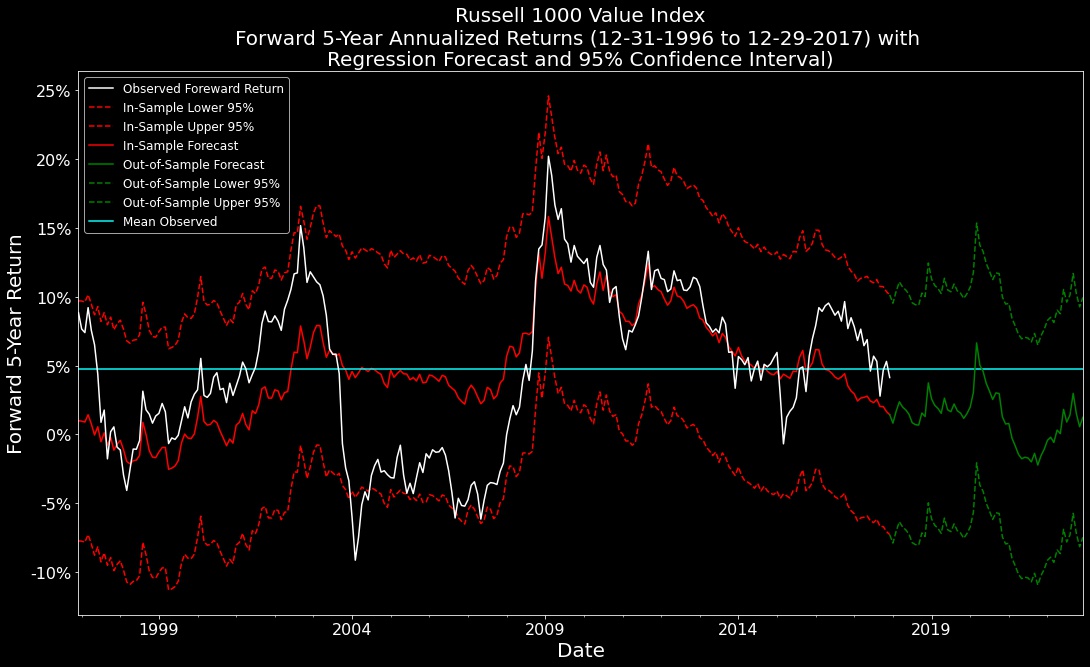 Russell 1000 Value Index
Forward 5-Year Annualized Returns (12-31-1996 to 12-29-2017) with
Regression Forecast and 95% Confidence Interval)
Observed Foreward Return
In-Sample Lower 95%
In-Sample Upper 95%
In-Sample Forecast
Out-of-Sample Forecast
Out-of-Sample Lower 95%
Out-of-Sample Upper 95%
Mean Observed
Forward 5-Year Return
25%
20%
15%
10%
5%
0%
-5%
-10%
1999 2004 2009 2014 2019
Date